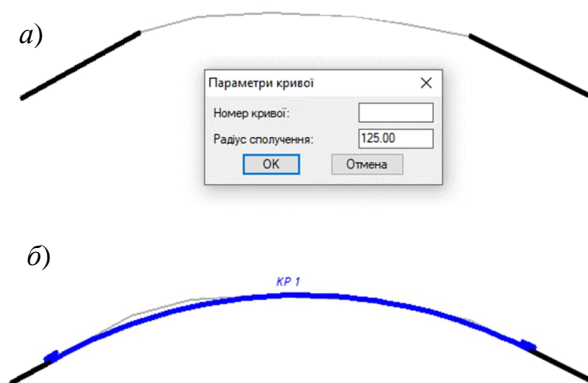 а)
Параметри кривої
Номер кривої:
Радіус сполучення: 125.00
OK Отмена
б)
КР 1